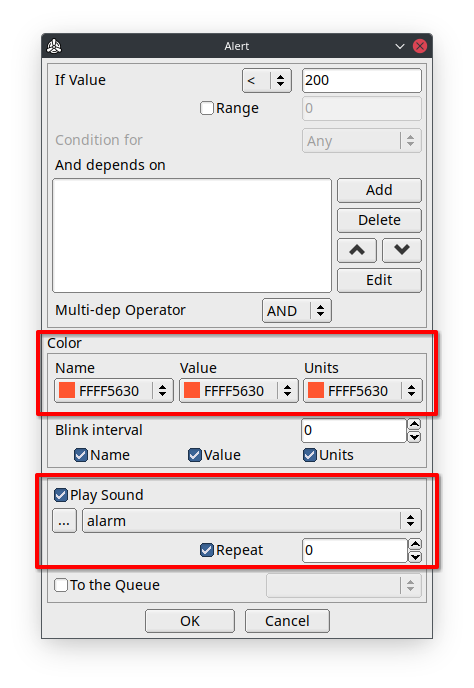 Alert
If Value < 200
Range 0
Condition for Any
And depends on
Add
Delete
Edit
Multi-dep Operator AND
Color
Name Value Units
FFFF5630 FFFF5630 FFFF5630
Blink interval 0
Name Value Units
Play Sound
... alarm
Repeat 0
To the Queue
OK Cancel